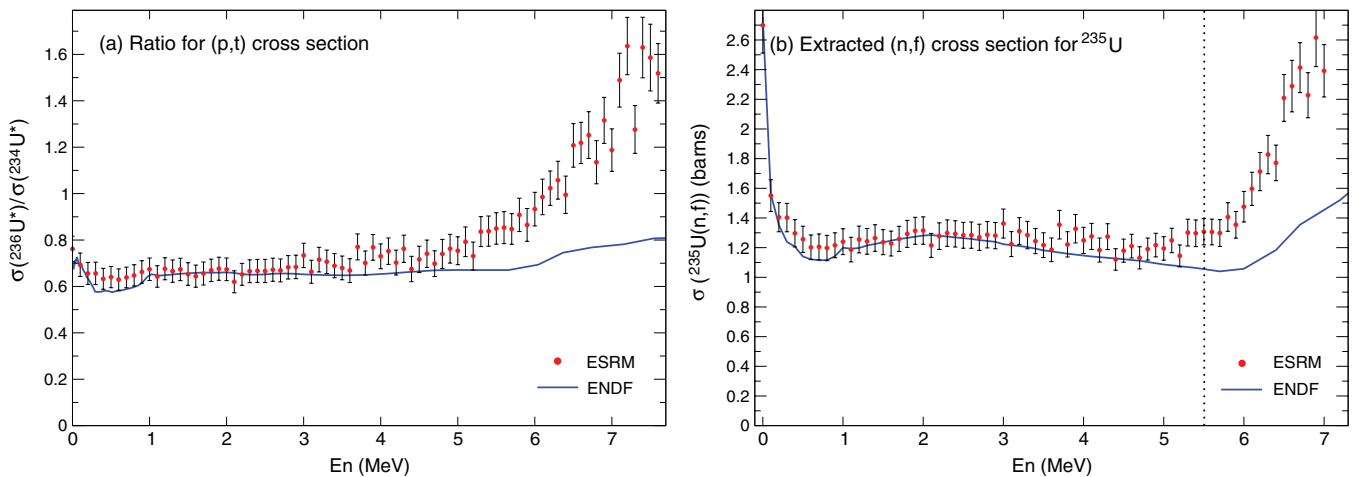 (a) Ratio for (p,t) cross section
σ(²³⁶U*)/σ(²³⁴U*)
1.6
1.4
1.2
1
0.8
0.6
0.4
0.2
0
0 1 2 3 4 5 6 7
En (MeV)
ESRM
ENDF
(b) Extracted (n,f) cross section for ²³⁵U
σ (²³⁵U(n,f)) (barns)
2.6
2.4
2.2
2
1.8
1.6
1.4
1.2
1
0.8
0.6
0.4
0.2
0
0 1 2 3 4 5 6 7
En (MeV)
ESRM
ENDF